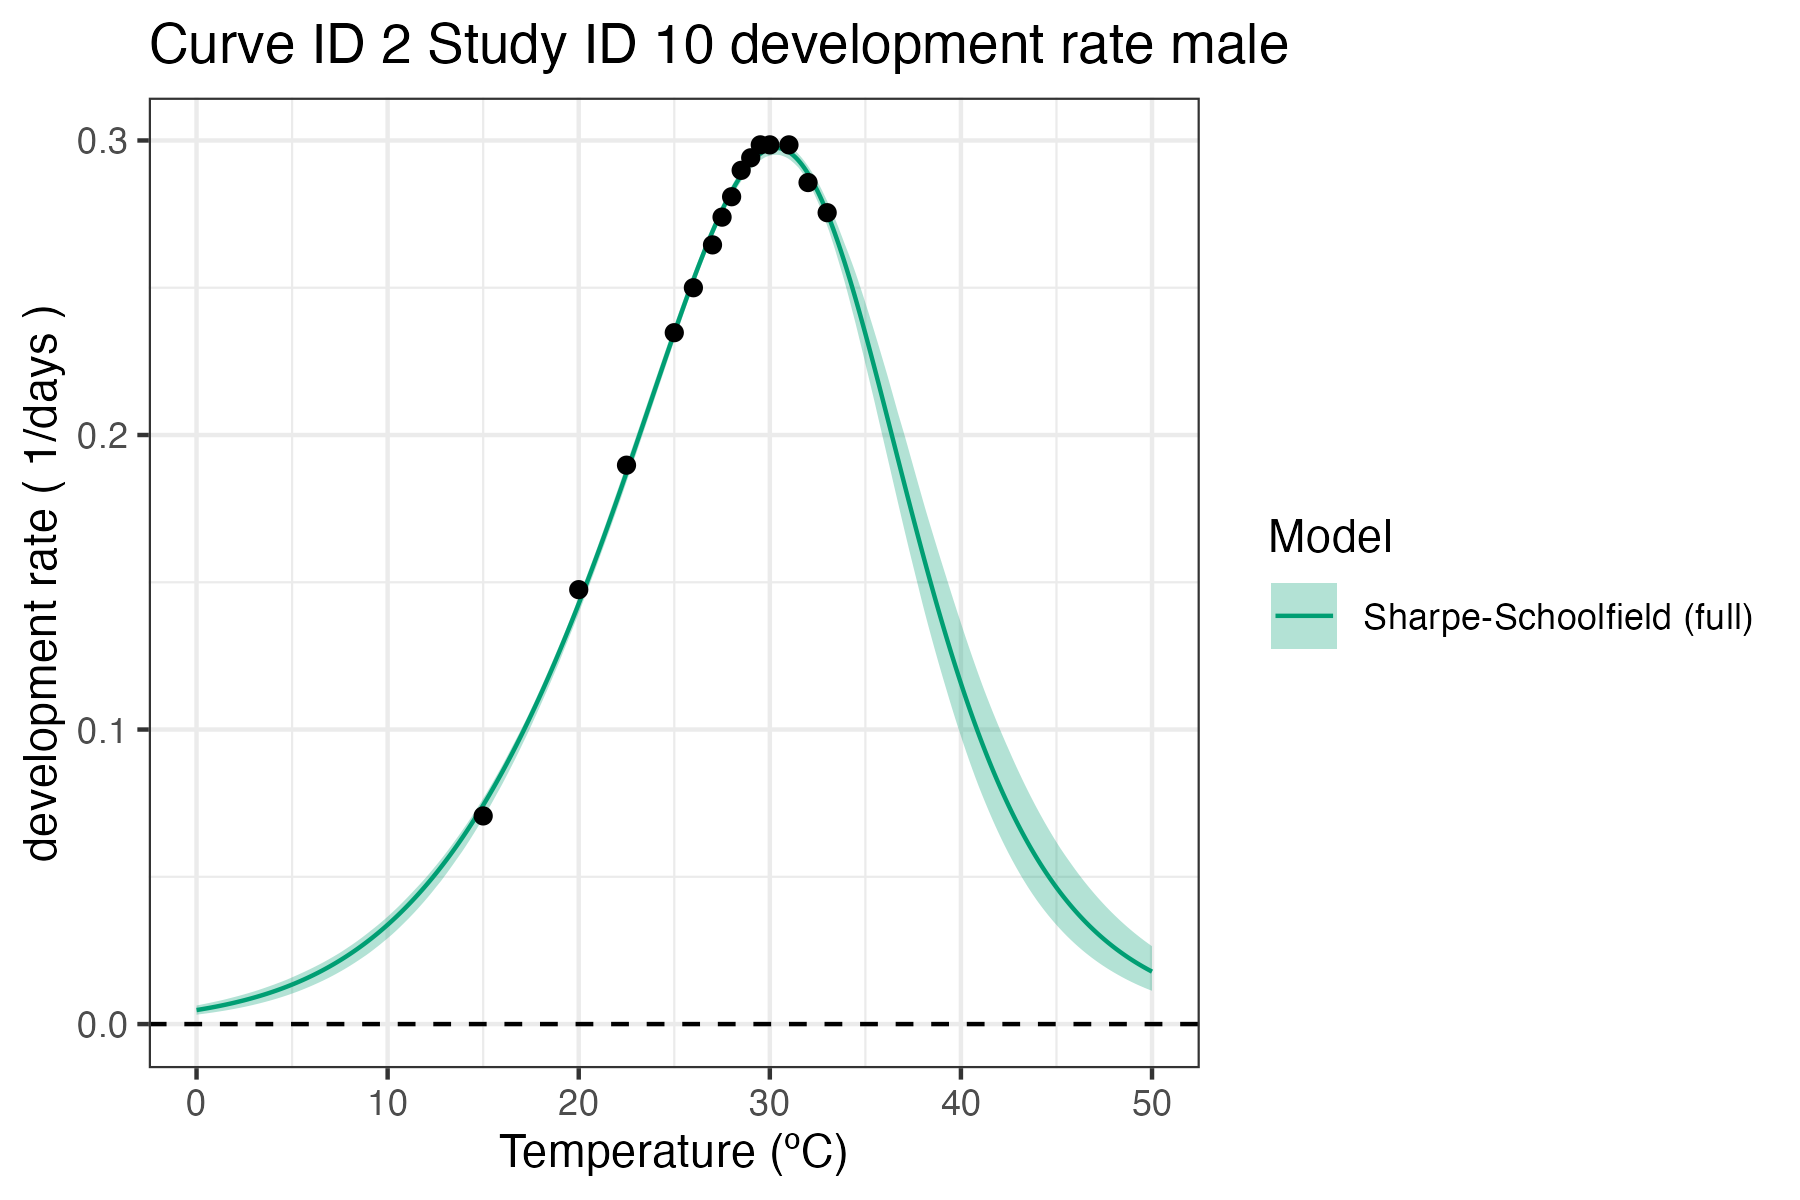 Curve ID 2 Study ID 10 development rate male
development rate ( 1/days )
0.3
0.2
0.1
0.0
0 10 20 30 40 50
Temperature (ºC)
Model
Sharpe-Schoolfield (full)